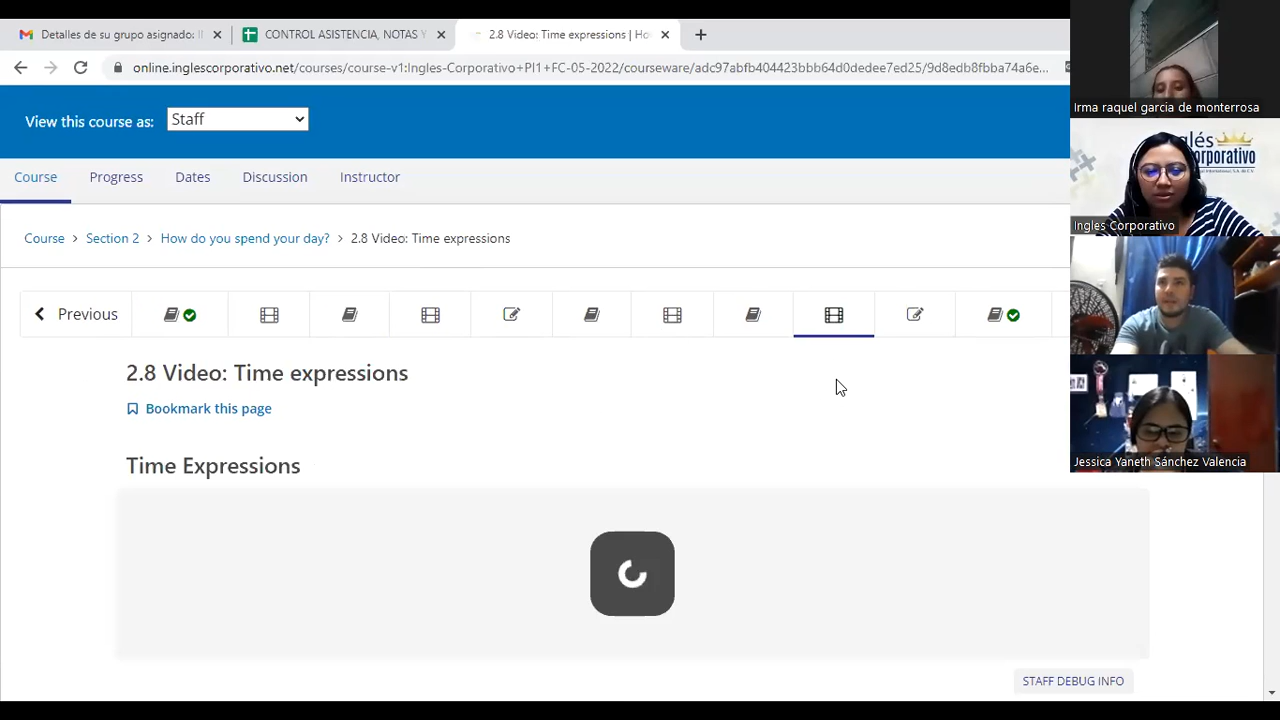 Detalles de su grupo asignado: I
CONTROL ASISTENCIA, NOTAS Y
2.8 Video: Time expressions | Ho
online.inglescorporativo.net/courses/course-v1:Ingles-Corporativo+PI1+FC-05-2022/courseware/adc97abfb404423bbb64d0dedee7ed25/9d8edb8fbba74a6e...
View this course as: Staff
Course Progress Dates Discussion Instructor
Course > Section 2 > How do you spend your day? > 2.8 Video: Time expressions
Previous
2.8 Video: Time expressions
Bookmark this page
Time Expressions
STAFF DEBUG INFO
Irma raquel garcia de monterrosa
glés
orporativo
Ingles Corporativo
Jessica Yaneth Sánchez Valencia